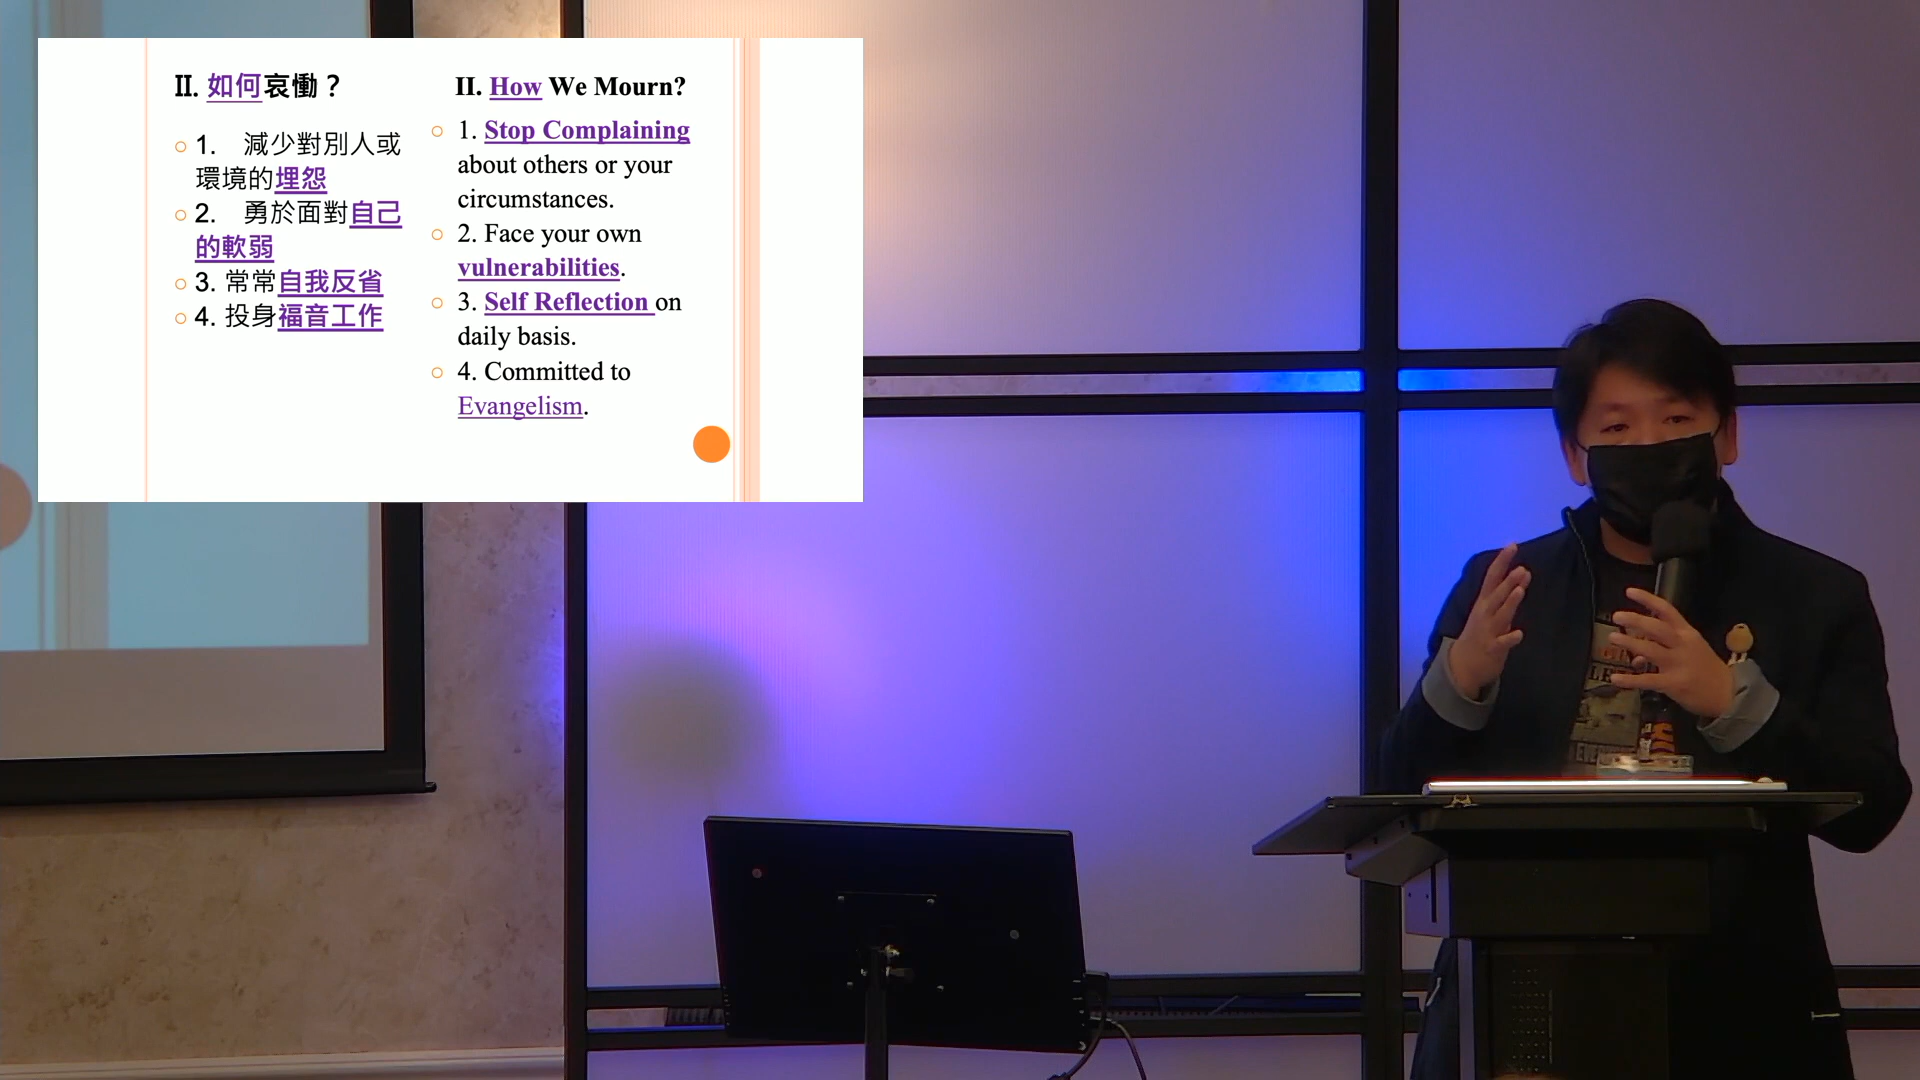 II. 如何哀慟？
1. 減少對別人或
環境的埋怨
2. 勇於面對自己
的軟弱
3. 常常自我反省
4. 投身福音工作
II. How We Mourn?
1. Stop Complaining
about others or your
circumstances.
2. Face your own
vulnerabilities.
3. Self Reflection on
daily basis.
4. Committed to
Evangelism.